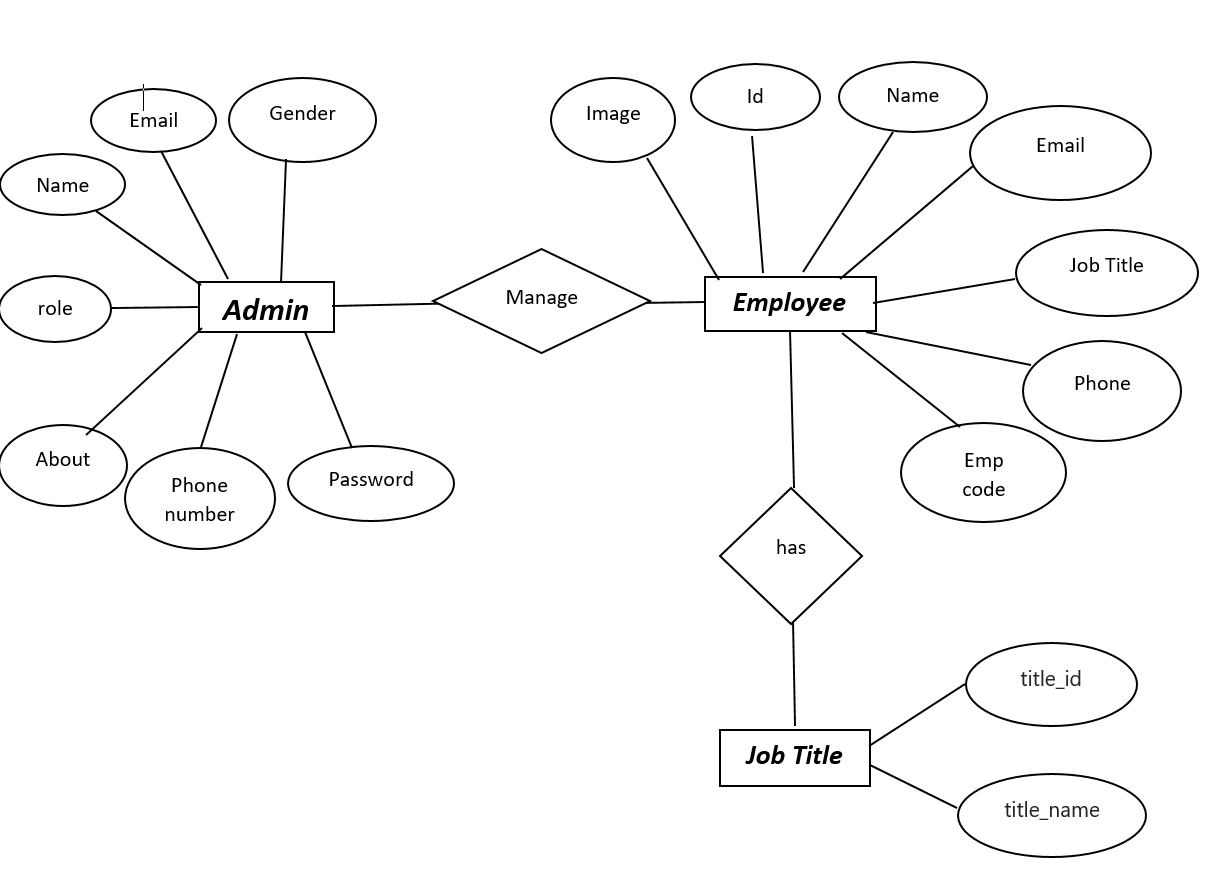 Email
Gender
Name
role
Admin
About
Phone
number
Password
Manage
Image
Id
Name
Email
Employee
Job Title
Phone
Emp
code
has
Job Title
title_id
title_name